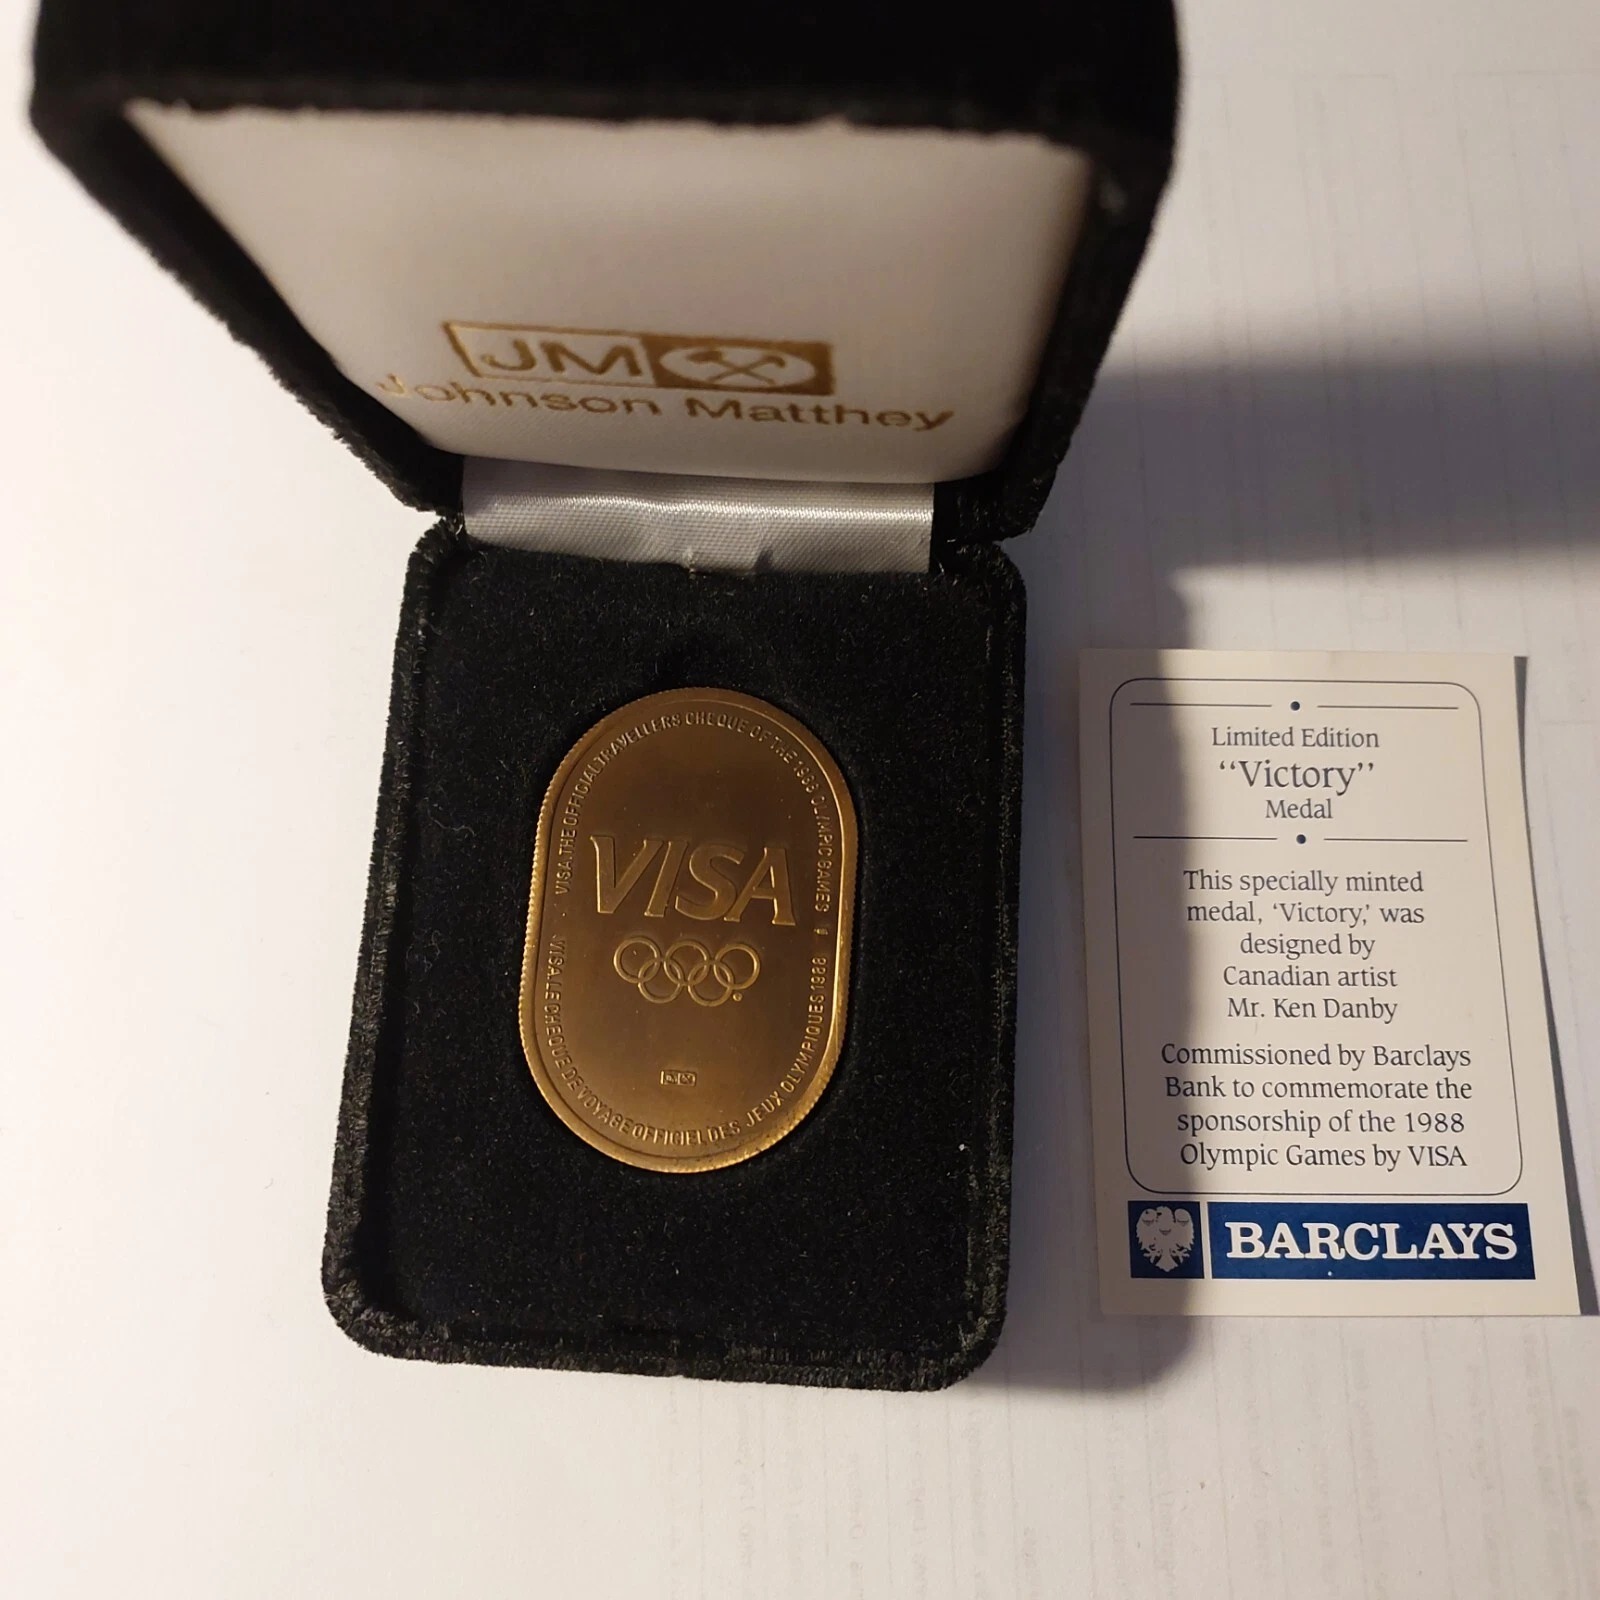 JM
Johnson Matthey
VISA THE OFFICIAL TRAVELLERS CHEQUE OF THE 1988 OLYMPIC GAMES
VISA
VISA LE CHEQUE DE VOYAGE OFFICIEL DES JEUX OLYMPIQUES 1988
JM
Limited Edition
“Victory”
Medal
This specially minted
medal, ‘Victory,’ was
designed by
Canadian artist
Mr. Ken Danby
Commissioned by Barclays
Bank to commemorate the
sponsorship of the 1988
Olympic Games by VISA
BARCLAYS